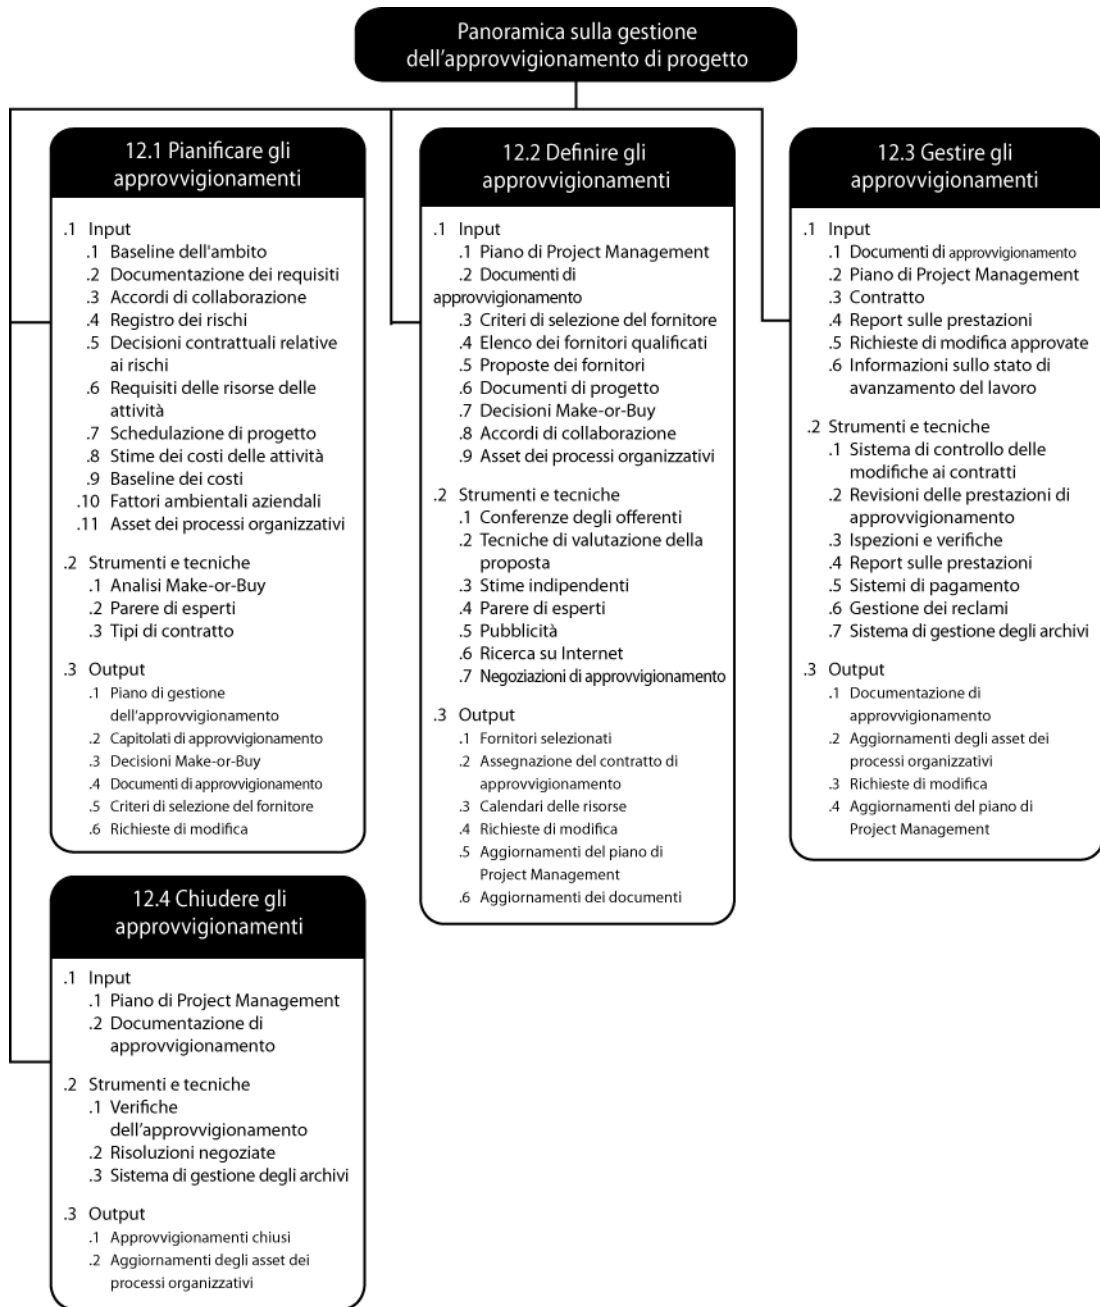 Panoramica sulla gestione
dell'approvvigionamento di progetto
12.1 Pianificare gli
approvvigionamenti
.1 Input
.1 Baseline dell'ambito
.2 Documentazione dei requisiti
.3 Accordi di collaborazione
.4 Registro dei rischi
.5 Decisioni contrattuali relative
ai rischi
.6 Requisiti delle risorse delle
attività
.7 Schedulazione di progetto
.8 Stime dei costi delle attività
.9 Baseline dei costi
.10 Fattori ambientali aziendali
.11 Asset dei processi organizzativi
.2 Strumenti e tecniche
.1 Analisi Make-or-Buy
.2 Parere di esperti
.3 Tipi di contratto
.3 Output
.1 Piano di gestione
dell'approvvigionamento
.2 Capitolati di approvvigionamento
.3 Decisioni Make-or-Buy
.4 Documenti di approvvigionamento
.5 Criteri di selezione del fornitore
.6 Richieste di modifica
12.2 Definire gli
approvvigionamenti
.1 Input
.1 Piano di Project Management
.2 Documenti di
approvvigionamento
.3 Criteri di selezione del fornitore
.4 Elenco dei fornitori qualificati
.5 Proposte dei fornitori
.6 Documenti di progetto
.7 Decisioni Make-or-Buy
.8 Accordi di collaborazione
.9 Asset dei processi organizzativi
.2 Strumenti e tecniche
.1 Conferenze degli offerenti
.2 Tecniche di valutazione della
proposta
.3 Stime indipendenti
.4 Parere di esperti
.5 Pubblicità
.6 Ricerca su Internet
.7 Negoziazioni di approvvigionamento
.3 Output
.1 Fornitori selezionati
.2 Assegnazione del contratto di
approvvigionamento
.3 Calendari delle risorse
.4 Richieste di modifica
.5 Aggiornamenti del piano di
Project Management
.6 Aggiornamenti dei documenti
12.3 Gestire gli
approvvigionamenti
.1 Input
.1 Documenti di approvvigionamento
.2 Piano di Project Management
.3 Contratto
.4 Report sulle prestazioni
.5 Richieste di modifica approvate
.6 Informazioni sullo stato di
avanzamento del lavoro
.2 Strumenti e tecniche
.1 Sistema di controllo delle
modifiche ai contratti
.2 Revisioni delle prestazioni di
approvvigionamento
.3 Ispezioni e verifiche
.4 Report sulle prestazioni
.5 Sistemi di pagamento
.6 Gestione dei reclami
.7 Sistema di gestione degli archivi
.3 Output
.1 Documentazione di
approvvigionamento
.2 Aggiornamenti degli asset dei
processi organizzativi
.3 Richieste di modifica
.4 Aggiornamenti del piano di
Project Management
12.4 Chiudere gli
approvvigionamenti
.1 Input
.1 Piano di Project Management
.2 Documentazione di
approvvigionamento
.2 Strumenti e tecniche
.1 Verifiche
dell'approvvigionamento
.2 Risoluzioni negoziate
.3 Sistema di gestione degli archivi
.3 Output
.1 Approvvigionamenti chiusi
.2 Aggiornamenti degli asset dei
processi organizzativi